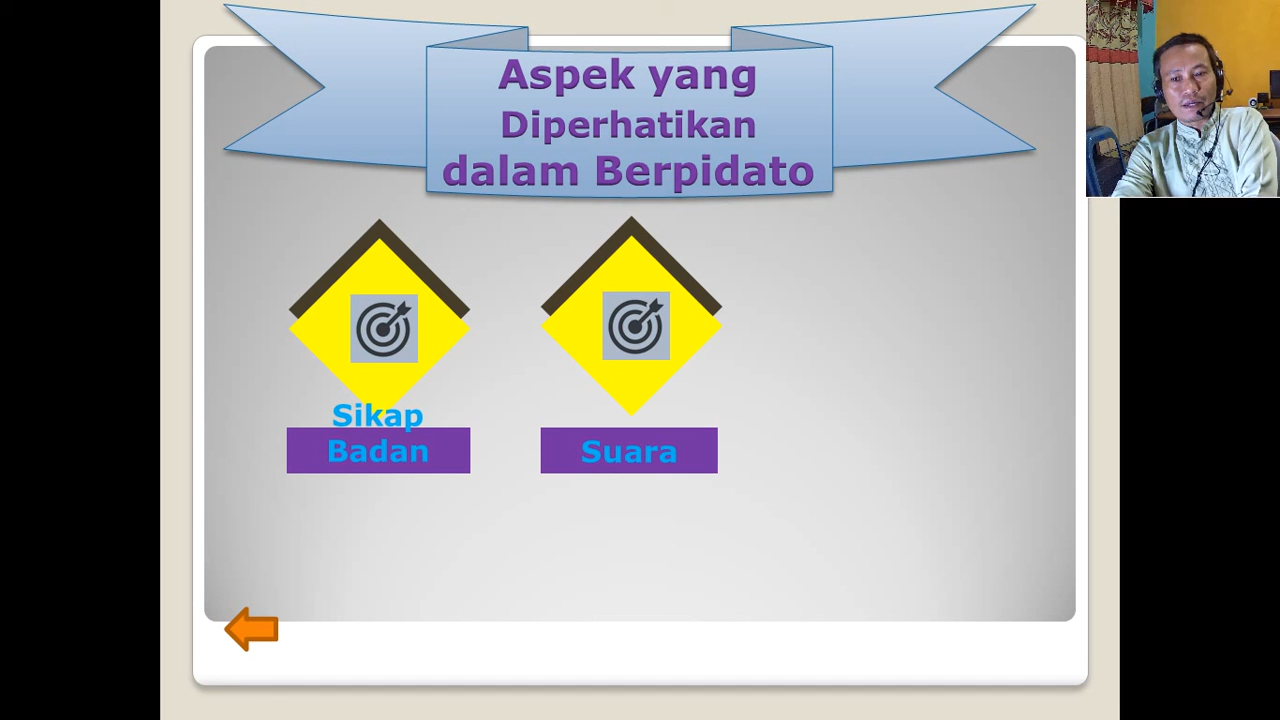 Aspek yang
Diperhatikan
dalam Berpidato
Sikap
Badan
Suara